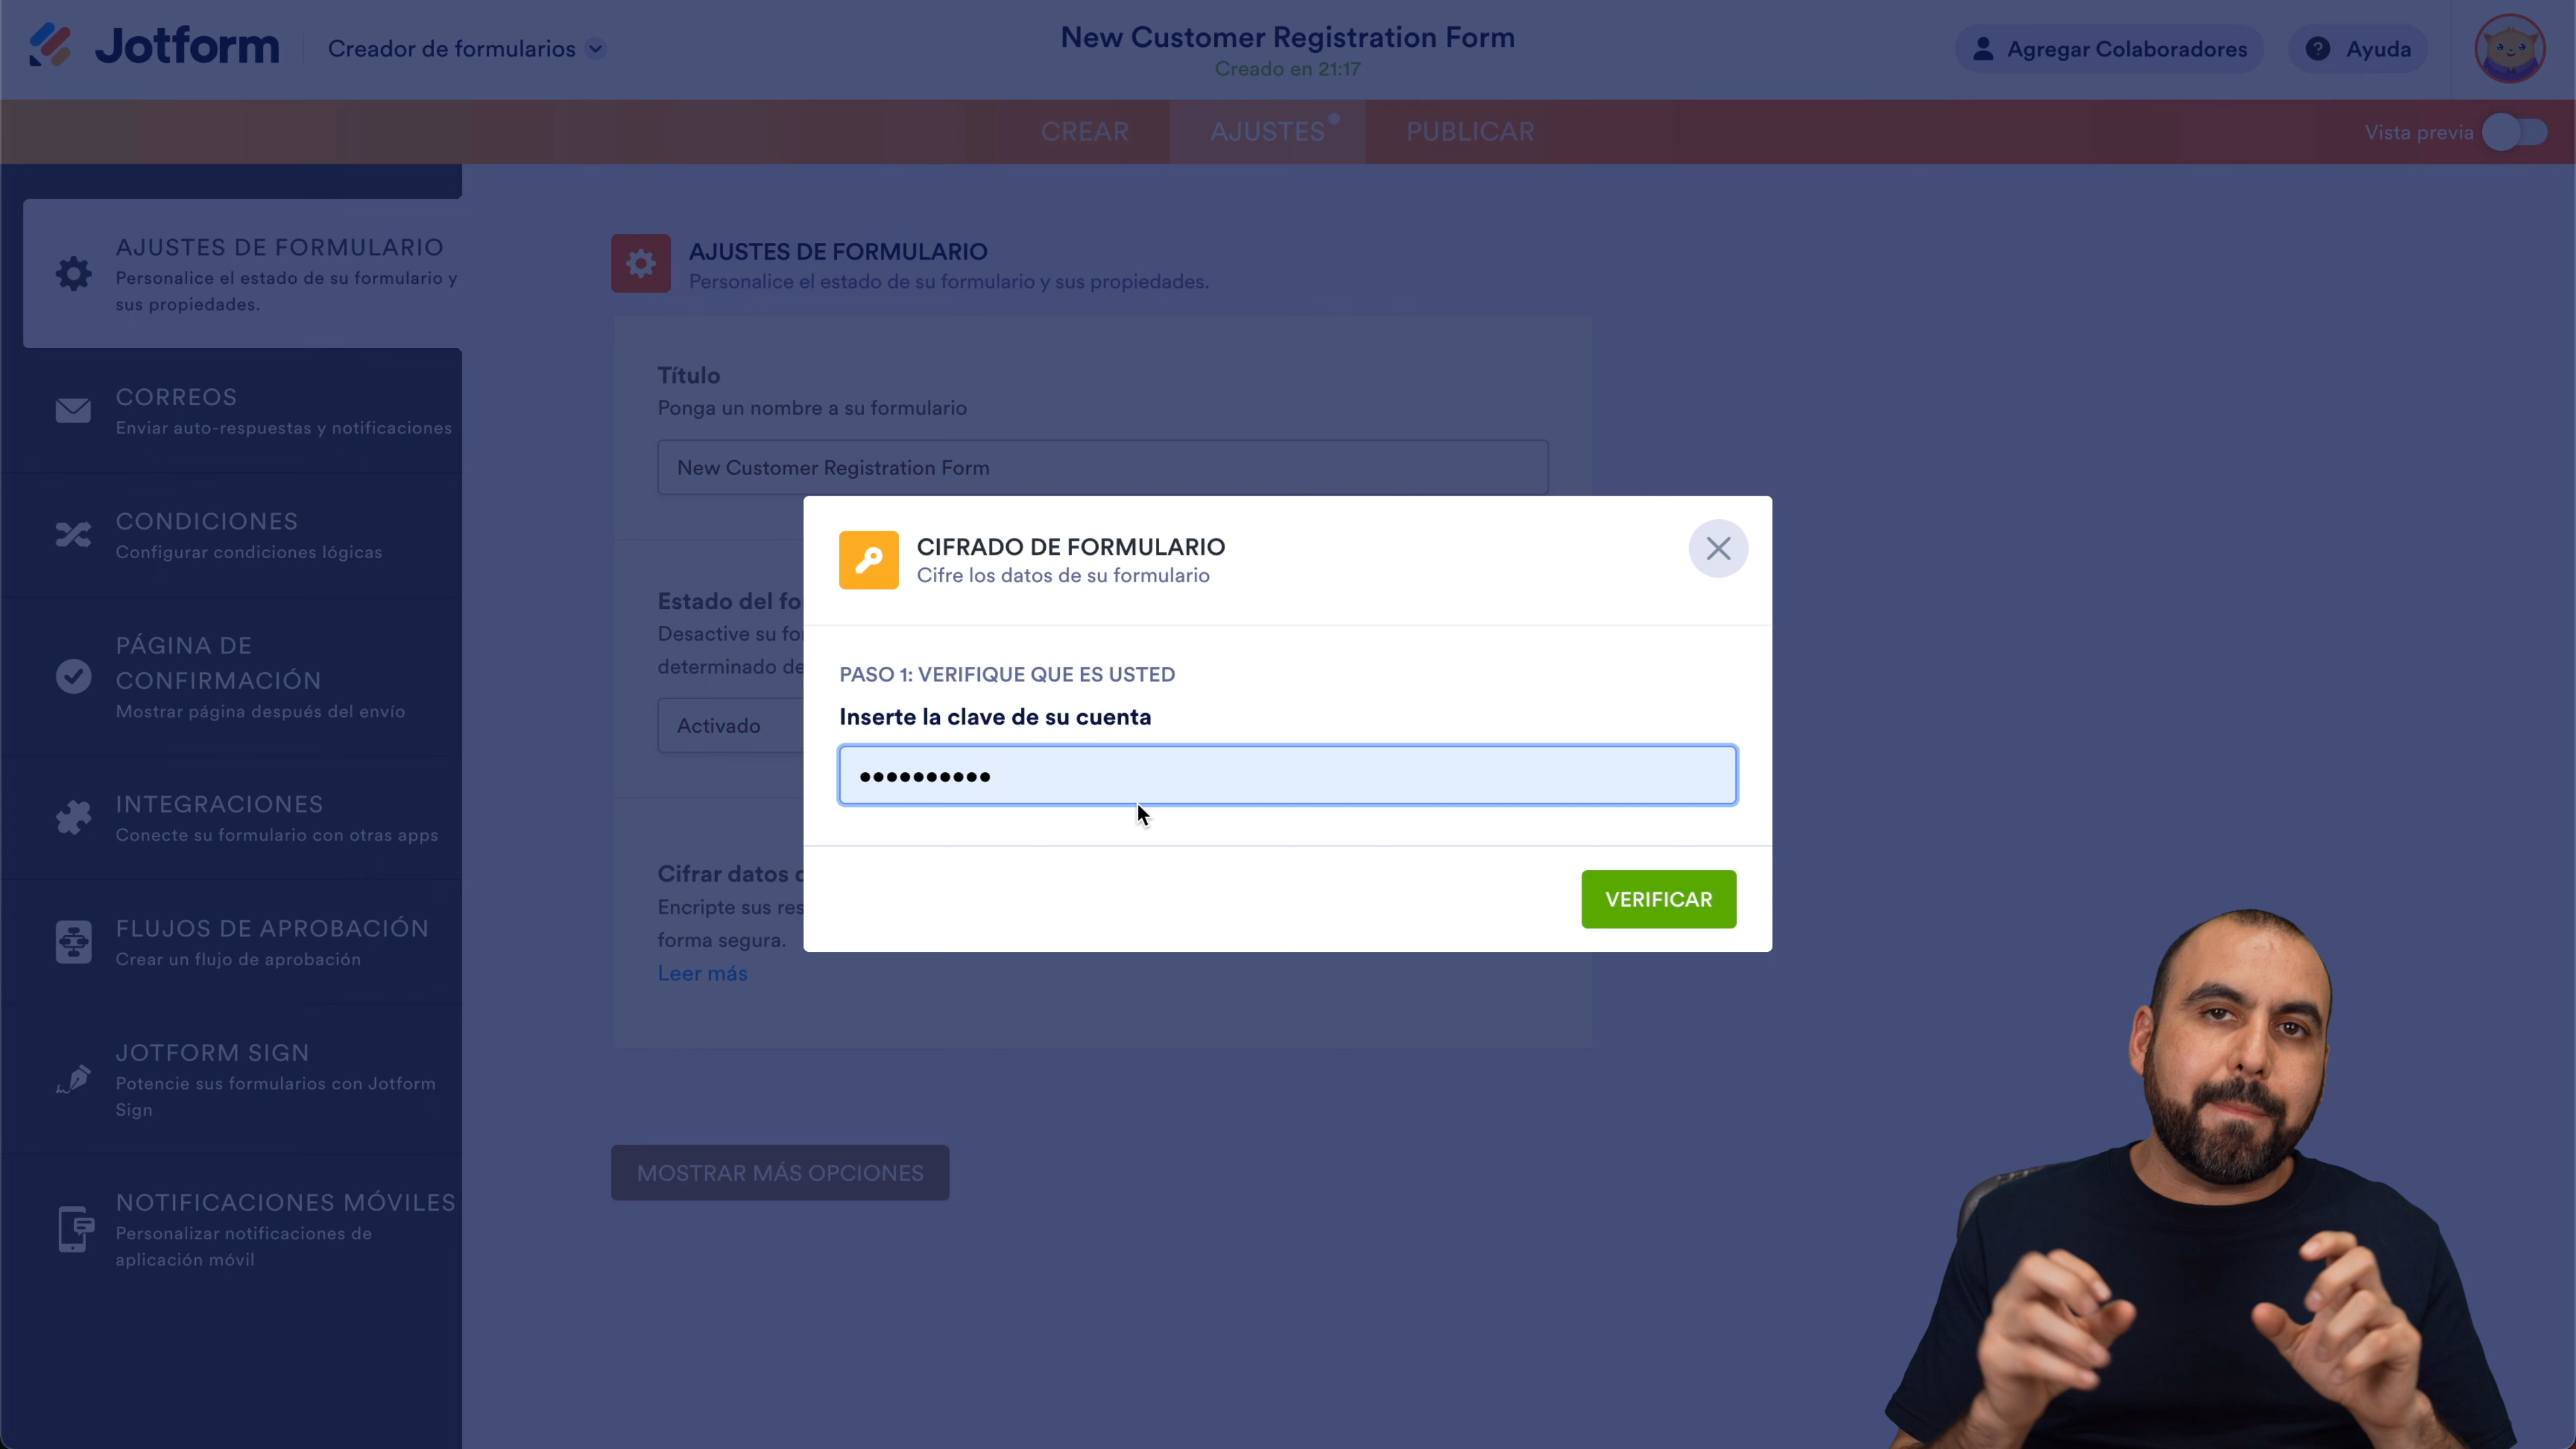 Jotform
Creador de formularios
New Customer Registration Form
Creado en 21:17
Agregar Colaboradores
Ayuda
CREAR
AJUSTES
PUBLICAR
Vista previa
AJUSTES DE FORMULARIO
Personalice el estado de su formulario y
sus propiedades.
CORREOS
Enviar auto-respuestas y notificaciones
CONDICIONES
Configurar condiciones lógicas
PÁGINA DE
CONFIRMACIÓN
Mostrar página después del envío
INTEGRACIONES
Conecte su formulario con otras apps
FLUJOS DE APROBACIÓN
Crear un flujo de aprobación
JOTFORM SIGN
Potencie sus formularios con Jotform
Sign
NOTIFICACIONES MÓVILES
Personalizar notificaciones de
aplicación móvil
AJUSTES DE FORMULARIO
Personalice el estado de su formulario y sus propiedades.
Título
Ponga un nombre a su formulario
New Customer Registration Form
Estado del fo
Desactive su fo
determinado de
Activado
Cifrar datos
Encripte sus res
forma segura.
Leer más
MOSTRAR MÁS OPCIONES
CIFRADO DE FORMULARIO
Cifre los datos de su formulario
PASO 1: VERIFIQUE QUE ES USTED
Inserte la clave de su cuenta
VERIFICAR